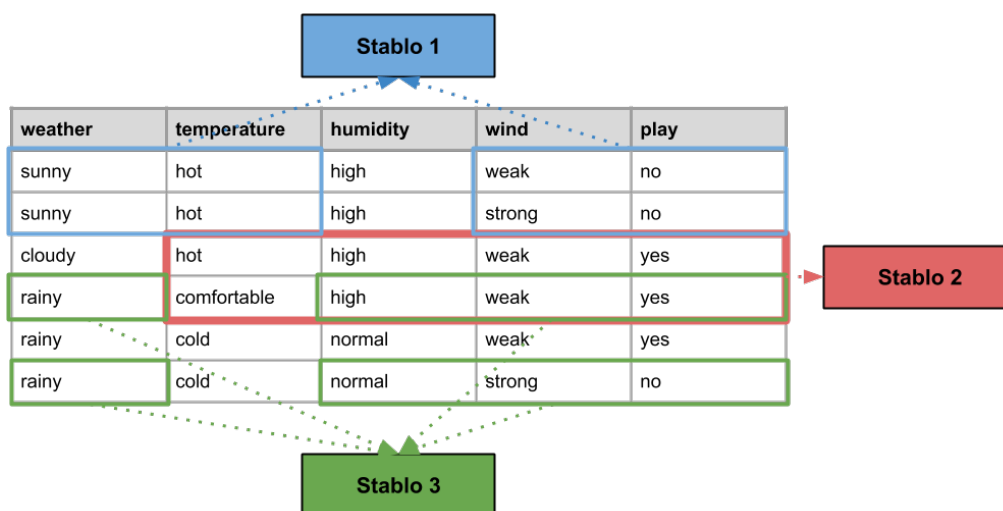 Stablo 1
weather temperature humidity wind play
sunny hot high weak no
sunny hot high strong no
cloudy hot high weak yes
rainy comfortable high weak yes
rainy cold normal weak yes
rainy cold normal strong no
Stablo 2
Stablo 3